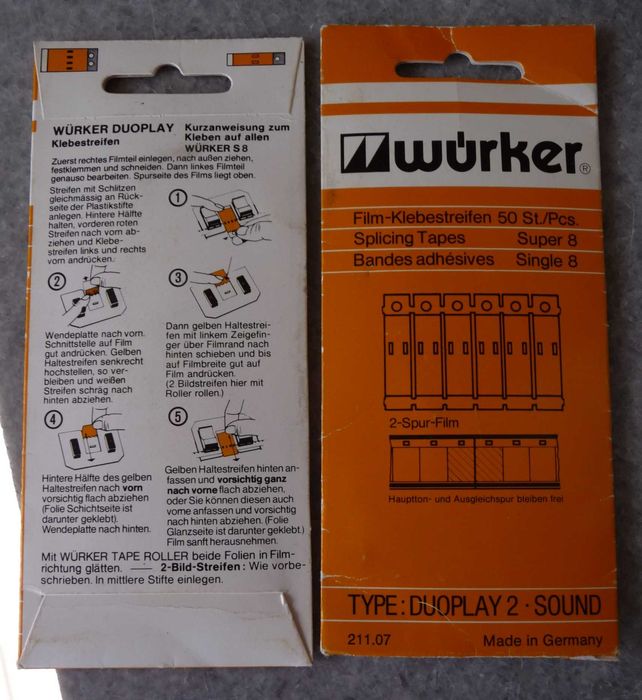 WÜRKER DUOPLAY
Klebestreifen
Kurzanweisung zum
Kleben auf allen
WÜRKER S 8
Zuerst rechtes Filmteil einlegen, nach außen ziehen,
festklemmen und schneiden. Dann linkes Filmteil
genauso bearbeiten. Spurseite des Films liegt oben.
Streifen mit Schlitzen
gleichmässig an Rück-
seite der Plastikstifte
anlegen. Hintere Hälfte
halten, vorderen roten
Streifen nach vorn ab-
ziehen und Klebe-
streifen links und rechts
vorn andrücken.
1
2
Wendeplatte nach vorn.
Schnittstelle auf Film
gut andrücken. Gelben
Haltestreifen senkrecht
hochstellen, so ver-
bleiben und weißen
Streifen schräg nach
hinten abziehen.
3
Dann gelben Haltestrei-
fen mit linkem Zeigefin-
ger über Filmrand nach
hinten schieben und bis
auf Filmbreite gut auf
Film andrücken.
(2 Bildstreifen hier mit
Roller rollen.)
4
Hintere Hälfte des gelben
Haltestreifen nach vorn
vorsichtig flach abziehen
(Folie Schichtseite ist
darunter geklebt).
Wendeplatte nach hinten.
5
Gelben Haltestreifen hinten an-
fassen und vorsichtig ganz
nach vorne flach abziehen,
oder Sie können diesen auch
vorne anfassen und vorsichtig
nach hinten abziehen. (Folie
Glanzseite ist darunter geklebt.)
Film sanft herausnehmen.
Mit WÜRKER TAPE ROLLER beide Folien in Film-
richtung glätten. — 2-Bild-Streifen: Wie vorbe-
schrieben. In mittlere Stifte einlegen.
würker ®
Film-Klebestreifen 50 St./Pcs.
Splicing Tapes Super 8
Bandes adhésives Single 8
2-Spur-Film
Hauptton- und Ausgleichspur bleiben frei
TYPE: DUOPLAY 2 · SOUND
211.07 Made in Germany